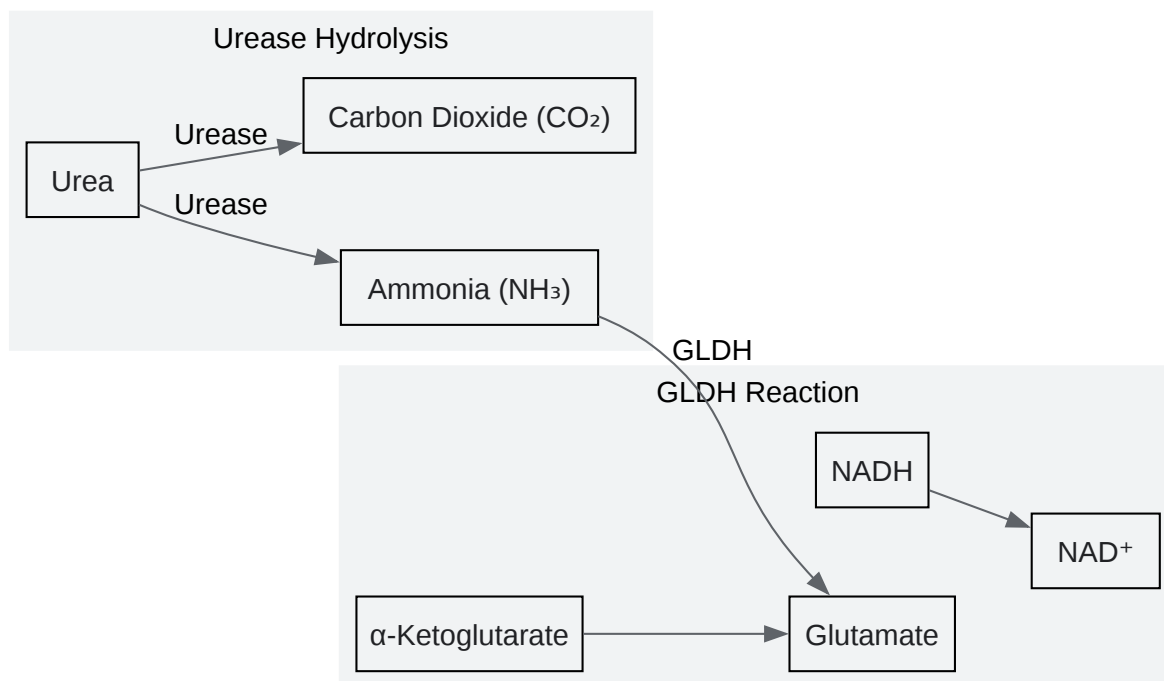 Urease Hydrolysis
Carbon Dioxide (CO₂)
Urease
Urea
Urease
Ammonia (NH₃)
GLDH
GLDH Reaction
NADH
NAD⁺
α-Ketoglutarate
Glutamate